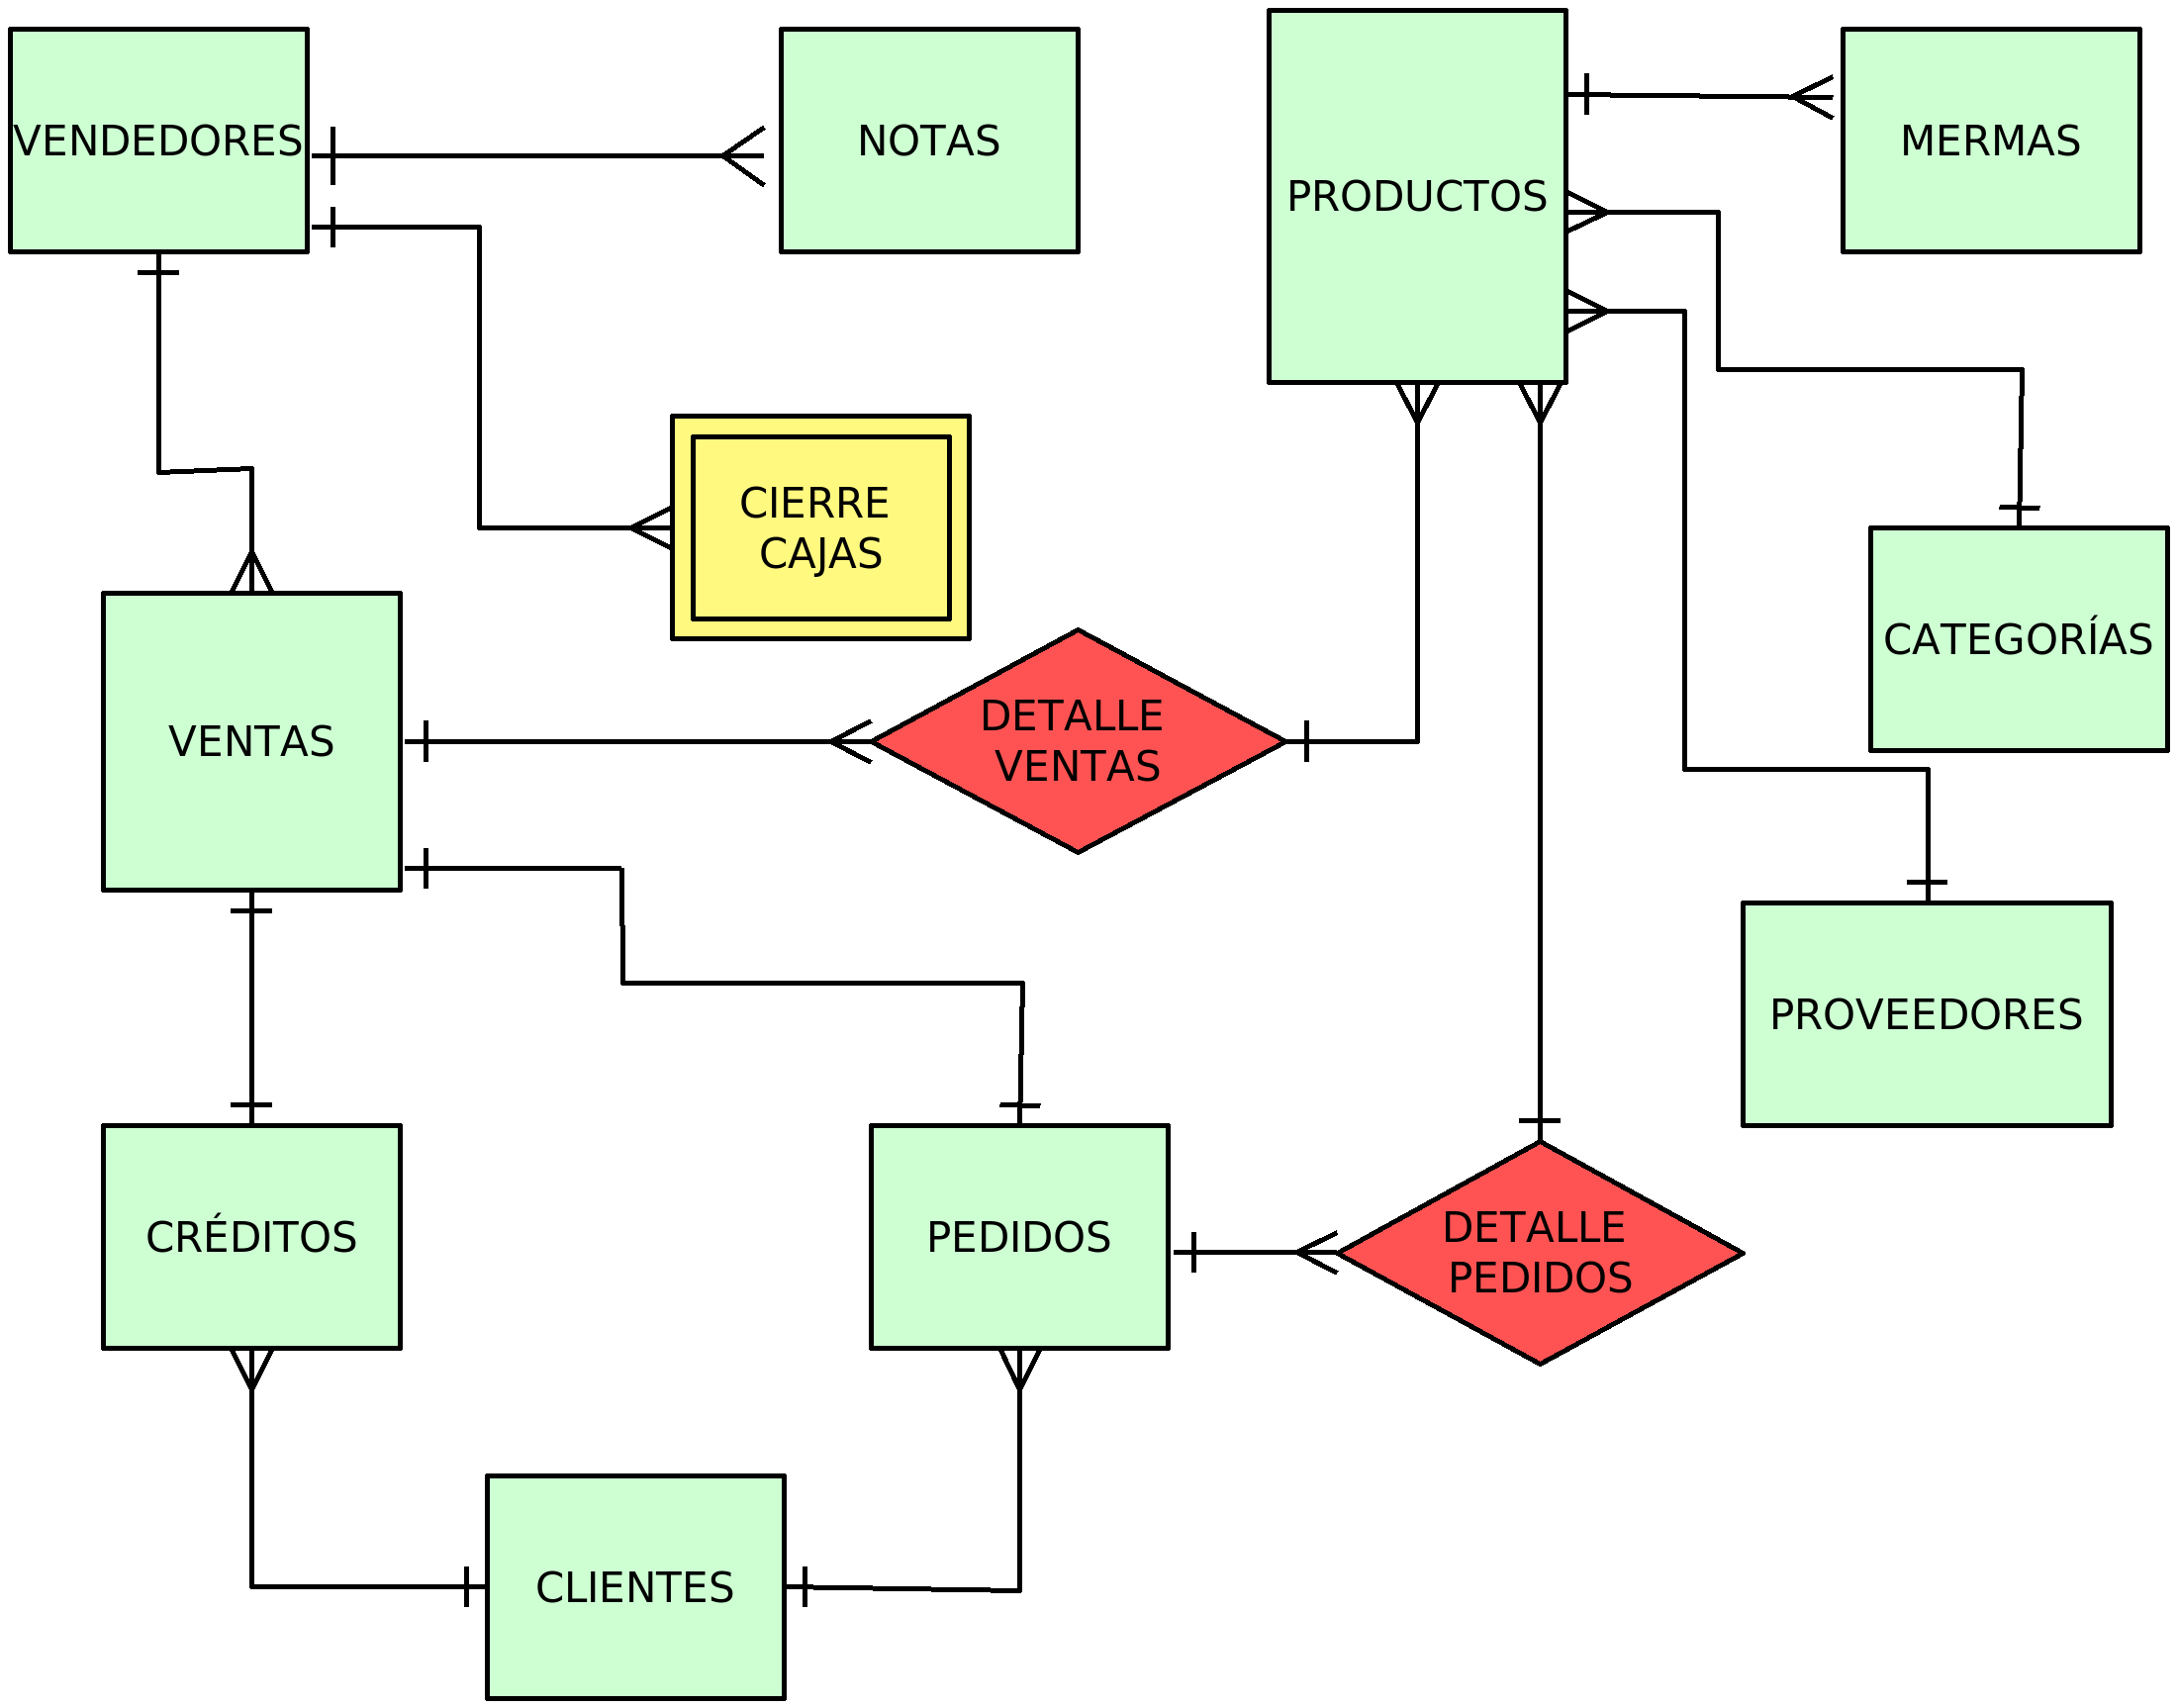 VENDEDORES
NOTAS
PRODUCTOS
MERMAS
CIERRE
CAJAS
CATEGORÍAS
VENTAS
DETALLE
VENTAS
PROVEEDORES
CRÉDITOS
PEDIDOS
DETALLE
PEDIDOS
CLIENTES